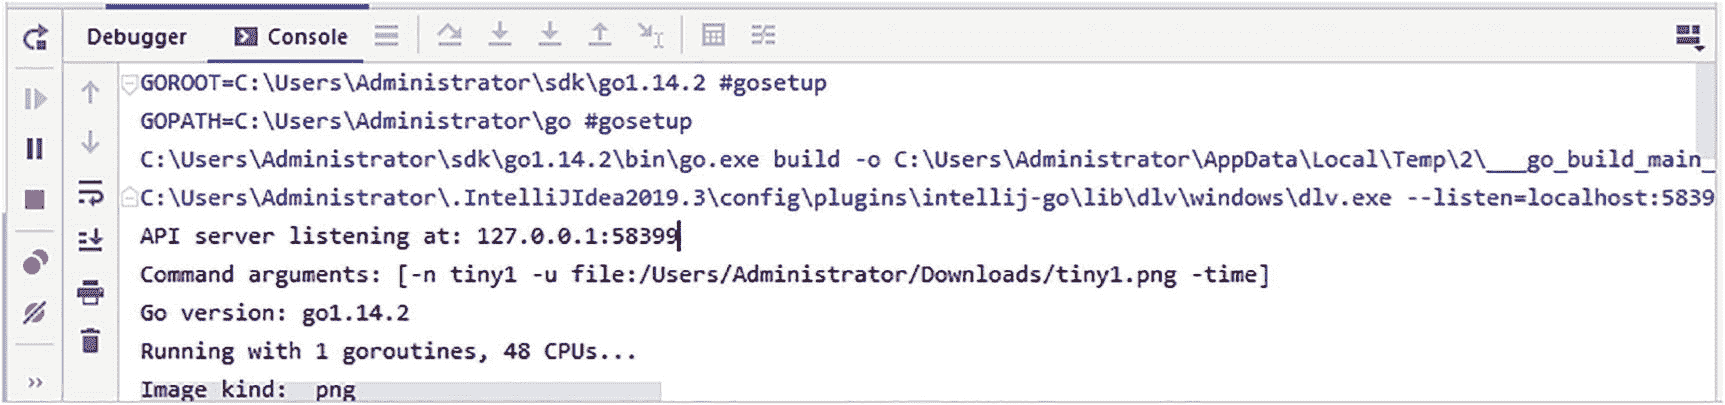 Debugger Console
GOROOT=C:\Users\Administrator\sdk\go1.14.2 #gosetup
GOPATH=C:\Users\Administrator\go #gosetup
C:\Users\Administrator\sdk\go1.14.2\bin\go.exe build -o C:\Users\Administrator\AppData\Local\Temp\2\___go_build_main_
C:\Users\Administrator\.IntelliJIdea2019.3\config\plugins\intellij-go\lib\dlv\windows\dlv.exe --listen=localhost:5839
API server listening at: 127.0.0.1:58399
Command arguments: [-n tiny1 -u file:/Users/Administrator/Downloads/tiny1.png -time]
Go version: go1.14.2
Running with 1 goroutines, 48 CPUs...
Image kind:  png